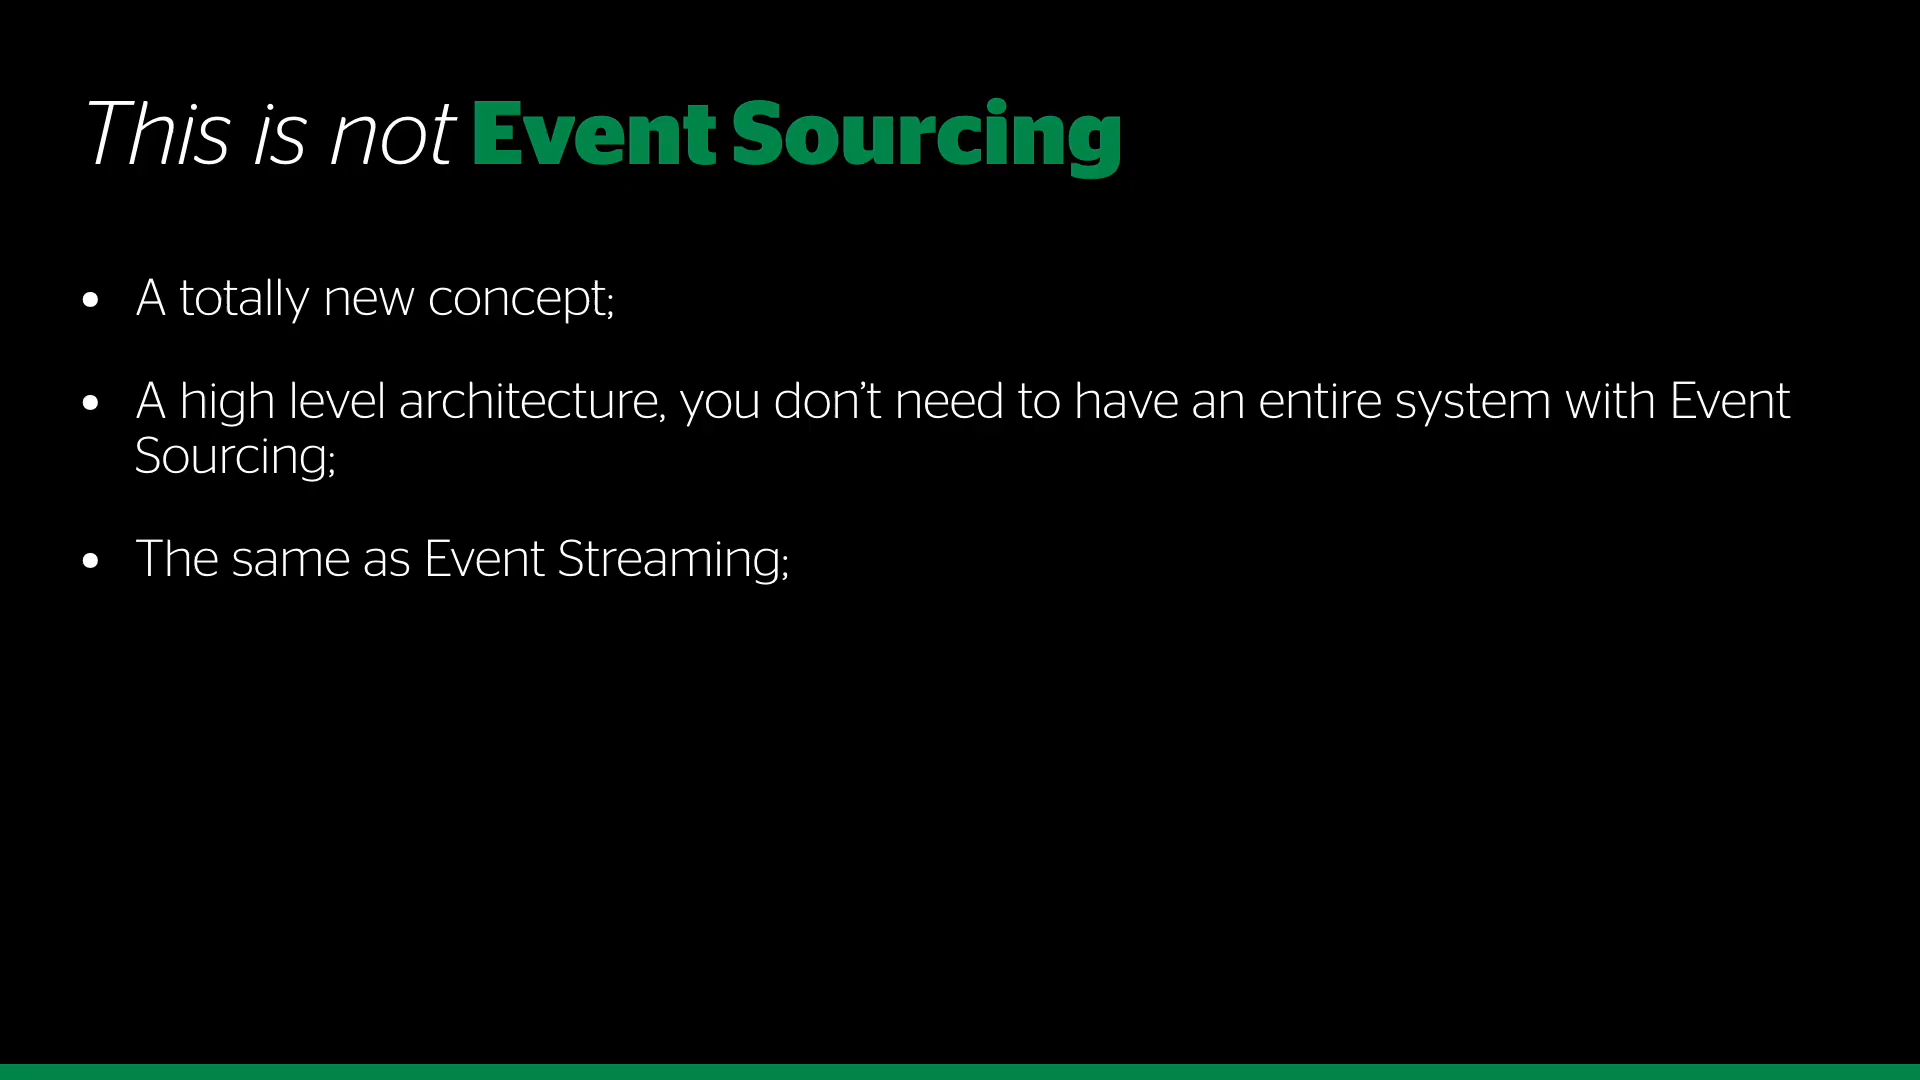 This is not Event Sourcing
• A totally new concept;
• A high level architecture, you don’t need to have an entire system with Event
Sourcing;
• The same as Event Streaming;